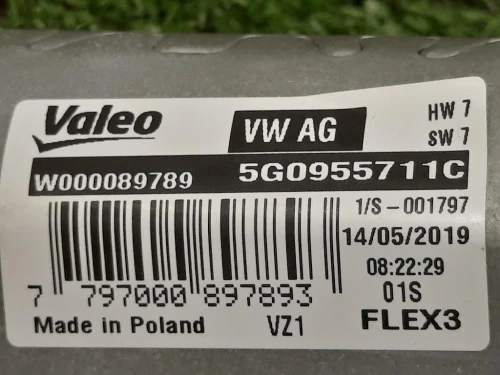 Valeo VW AG HW 7
SW 7
W000089789 5G0955711C
1/S-001797
14/05/2019
08:22:29
7 797000 897893 01S
Made in Poland VZ1 FLEX3